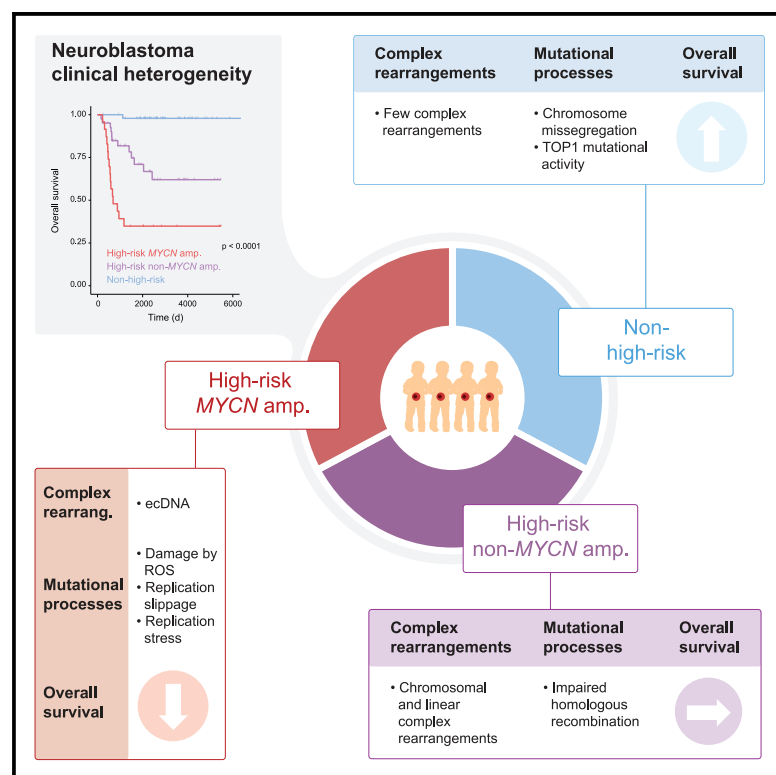 Neuroblastoma
clinical heterogeneity
1.00
0.75
0.50
0.25
0.00
Overall survival
High-risk MYCN amp.
High-risk non-MYCN amp.
Non-high-risk
p < 0.0001
0
2000
4000
6000
Time (d)
Complex
rearrangements
Mutational
processes
Overall
survival
• Few complex
rearrangements
• Chromosome
missegregation
• TOP1 mutational
activity
Non-
high-risk
High-risk
MYCN amp.
High-risk
non-MYCN amp.
Complex
rearrang.
• ecDNA
Mutational
processes
• Damage by
ROS
• Replication
slippage
• Replication
stress
Overall
survival
Complex
rearrangements
Mutational
processes
Overall
survival
• Chromosomal
and linear
complex
rearrangements
• Impaired
homologous
recombination